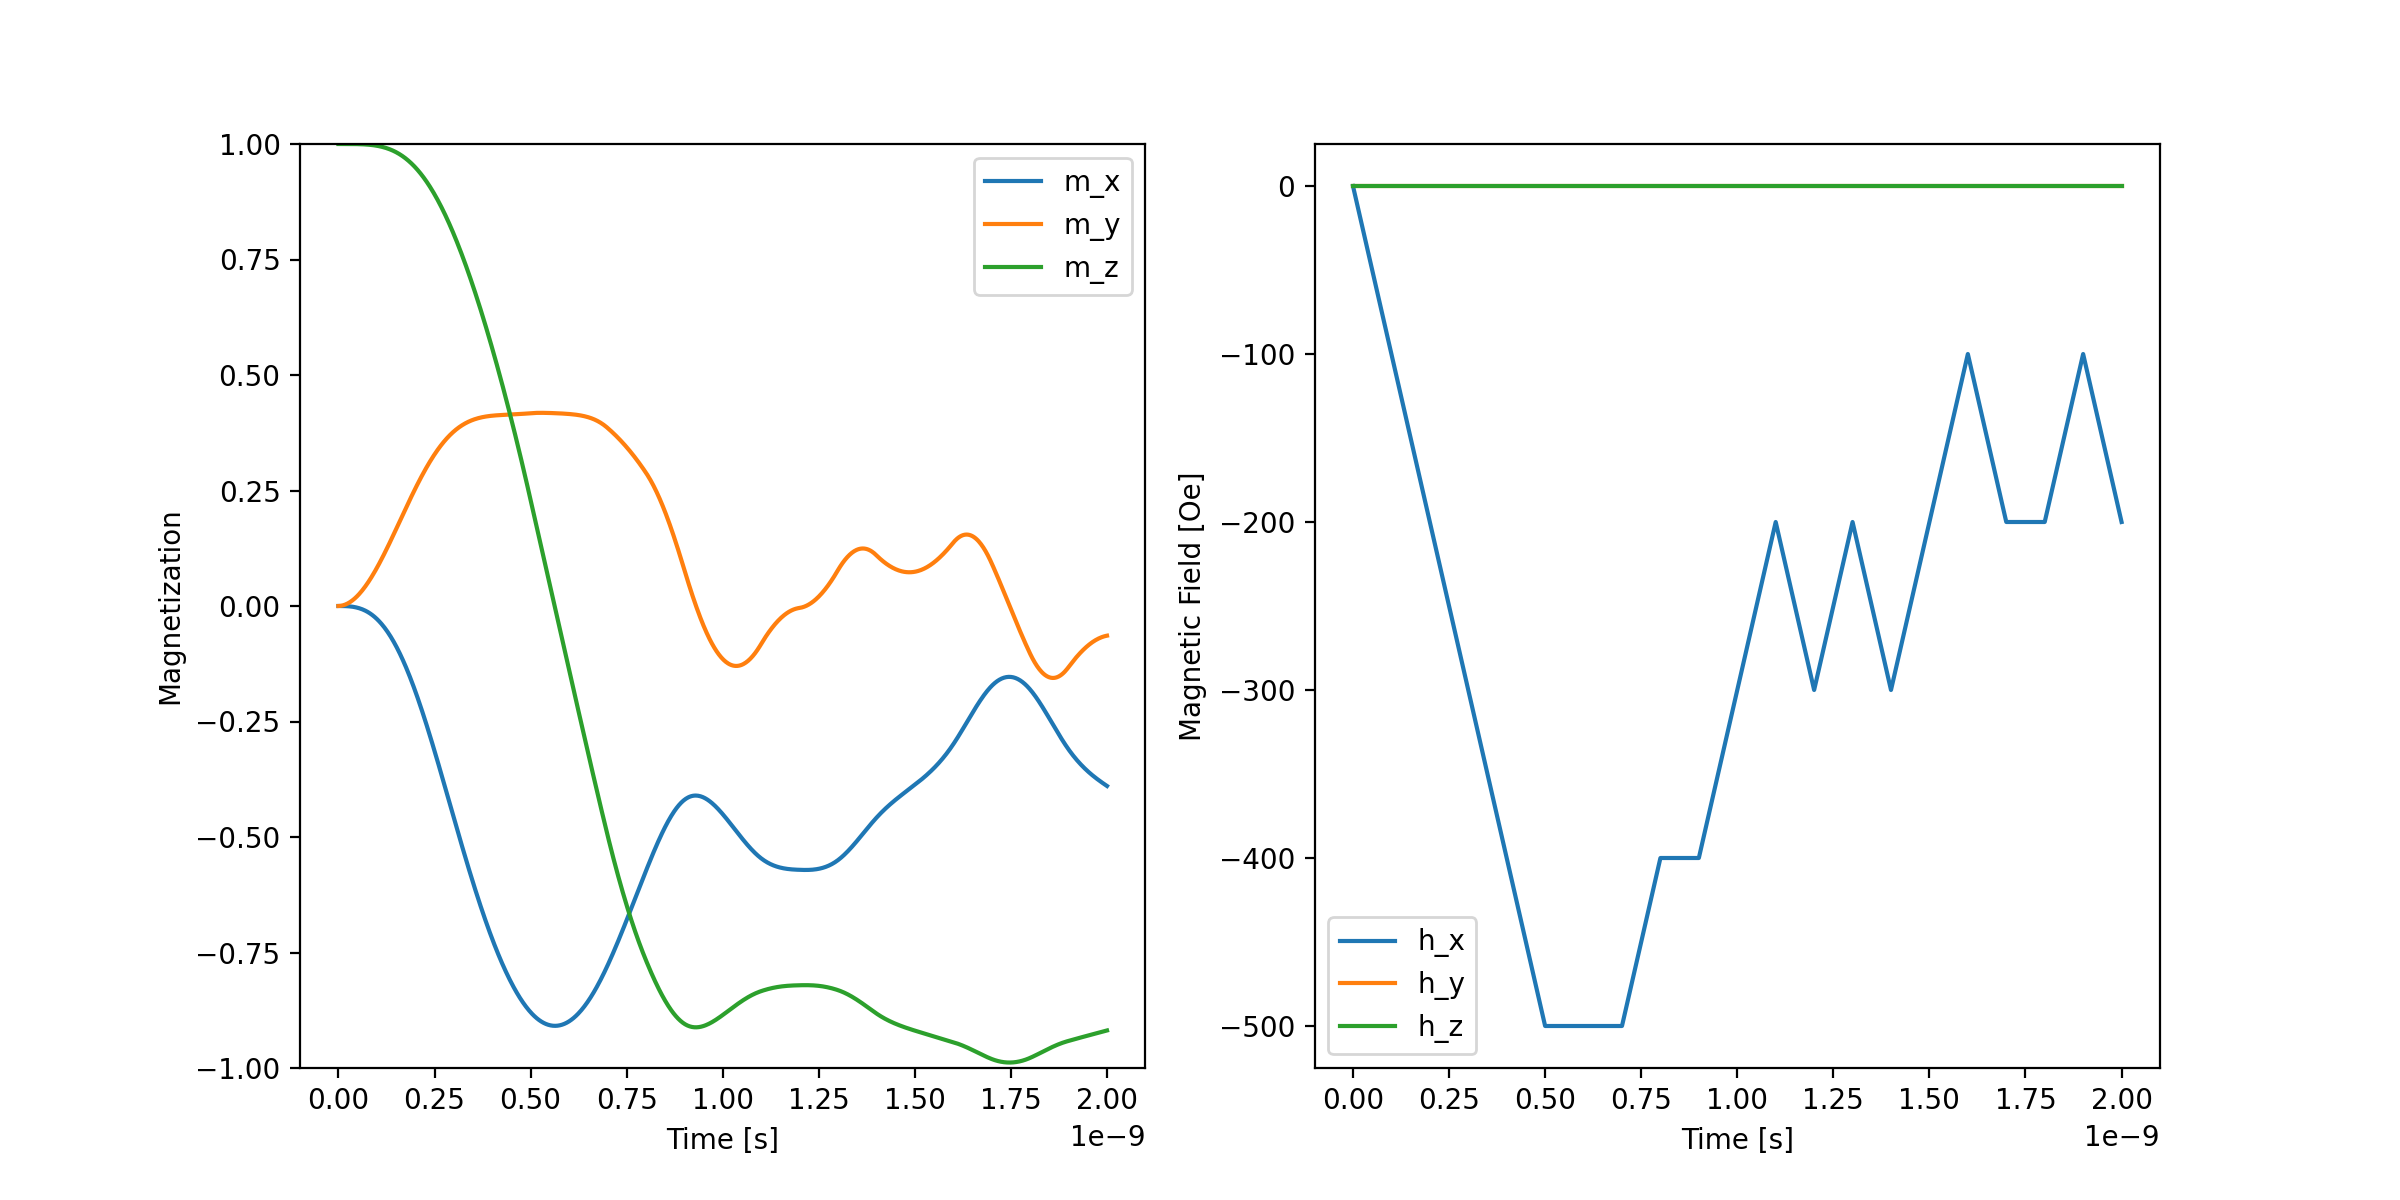 1.00
0.75
0.50
0.25
0.00
−0.25
−0.50
−0.75
−1.00
Magnetization
m_x
m_y
m_z
0.00 0.25 0.50 0.75 1.00 1.25 1.50 1.75 2.00
Time [s]
1e−9
0
−100
−200
−300
−400
−500
Magnetic Field [Oe]
h_x
h_y
h_z
0.00 0.25 0.50 0.75 1.00 1.25 1.50 1.75 2.00
Time [s]
1e−9